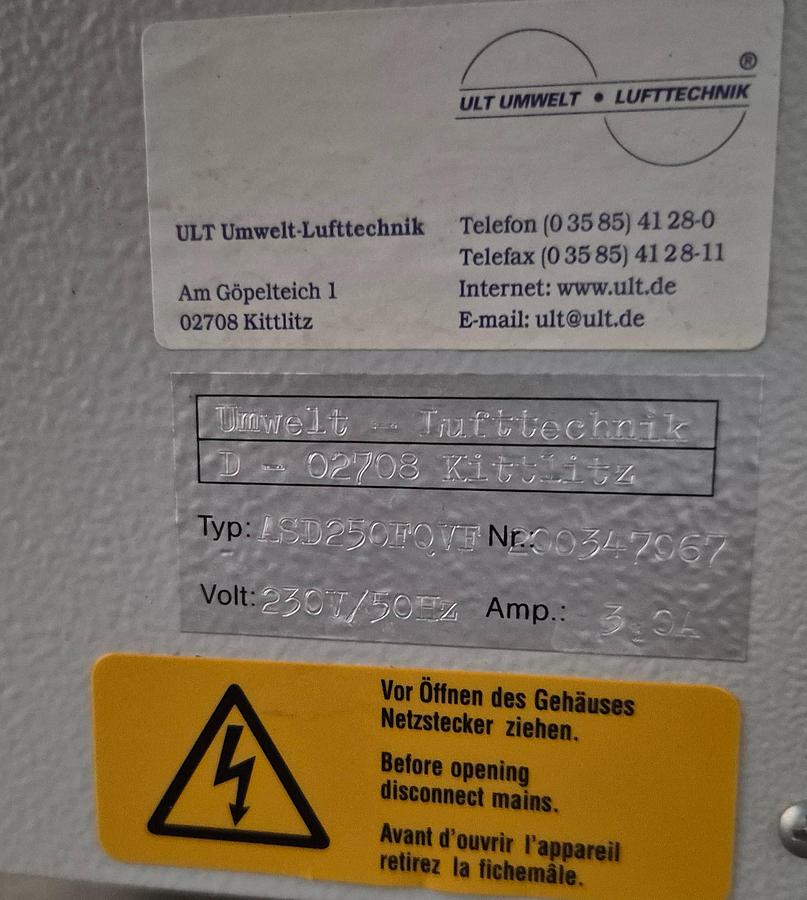 ®
ULT UMWELT • LUFTTECHNIK
ULT Umwelt-Lufttechnik
Am Göpelteich 1
02708 Kittlitz
Telefon (0 35 85) 41 28-0
Telefax (0 35 85) 41 28-11
Internet: www.ult.de
E-mail: ult@ult.de
Umwelt - Lufttechnik
D - 02708 Kittlitz
Typ: ASD250FQVF Nr.: 200347067
Volt: 230V/50Hz Amp.: 3,0A
Vor Öffnen des Gehäuses
Netzstecker ziehen.
Before opening
disconnect mains.
Avant d'ouvrir l'appareil
retirez la fichemâle.